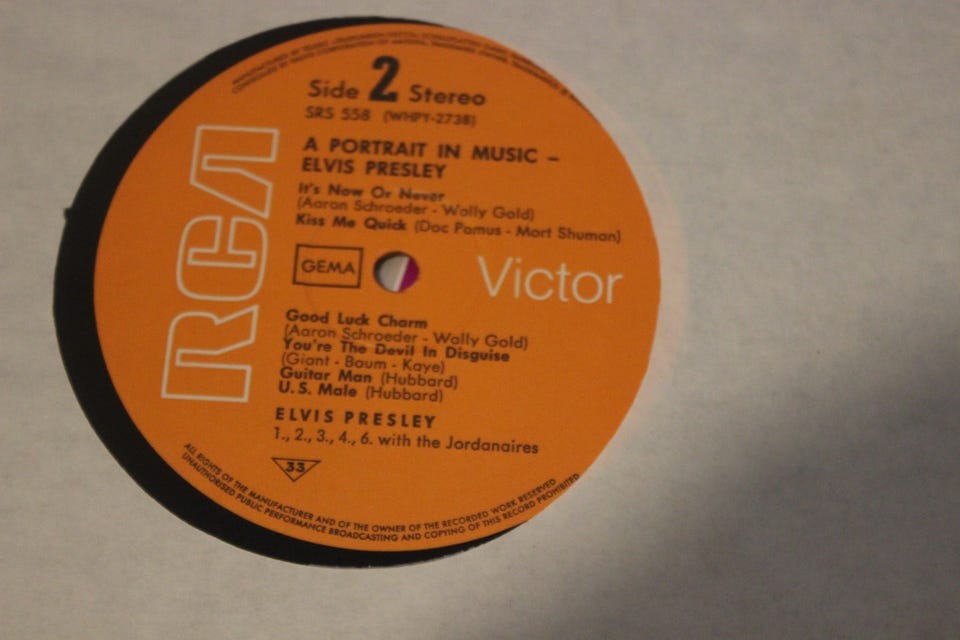 MANUFACTURED BY
Side 2 Stereo
SRS 558 (WHPY-2738)
A PORTRAIT IN MUSIC –
ELVIS PRESLEY
It's Now Or Never
(Aaron Schroeder - Wally Gold)
Kiss Me Quick (Doc Pomus - Mort Shuman)
GEMA
RCA
Victor
Good Luck Charm
(Aaron Schroeder - Wally Gold)
You're The Devil In Disguise
(Giant - Baum - Kaye)
Guitar Man (Hubbard)
U.S. Male (Hubbard)
ELVIS PRESLEY
1., 2., 3., 4., 6. with the Jordanaires
33
ALL RIGHTS OF THE MANUFACTURER AND OF THE OWNER OF THE RECORDED WORK RESERVED
UNAUTHORISED PUBLIC PERFORMANCE BROADCASTING AND COPYING OF THIS RECORD PROHIBITED